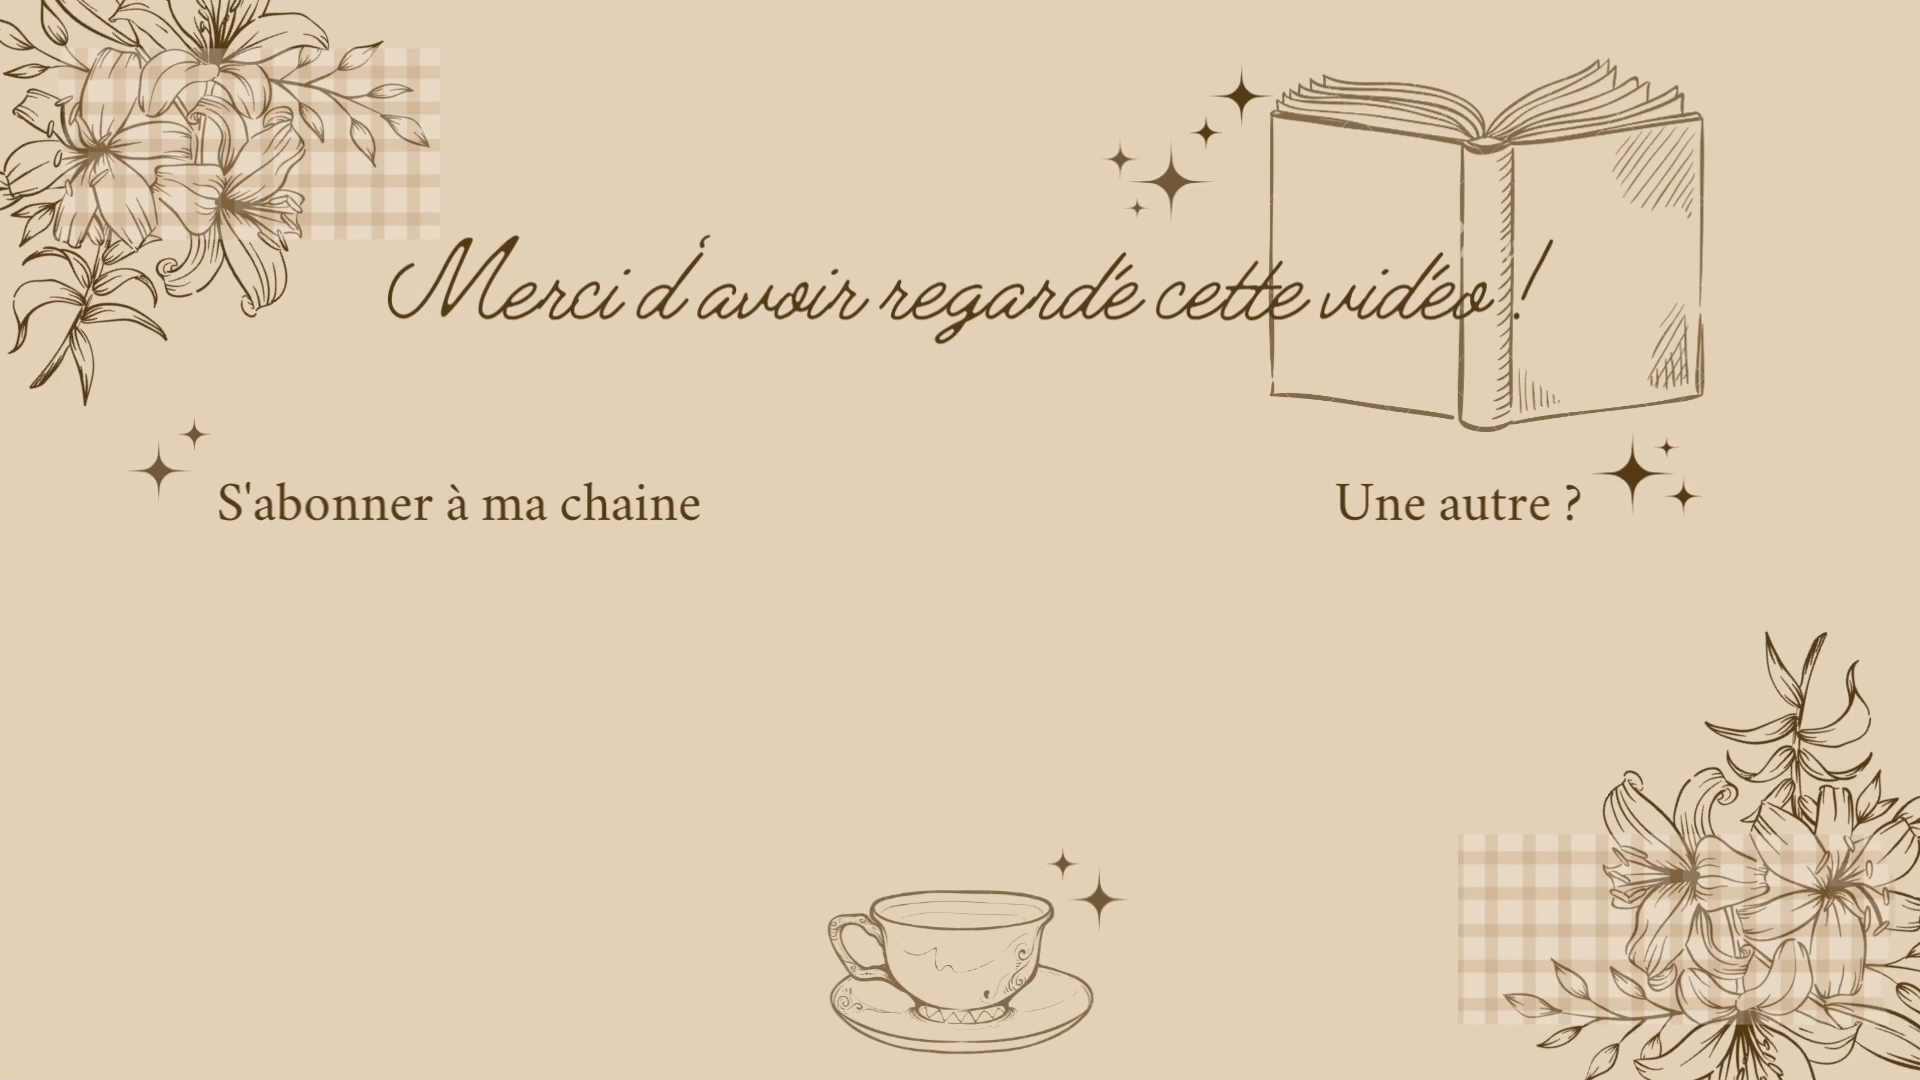 Merci d'avoir regardé cette vidéo !
S'abonner à ma chaine
Une autre ?